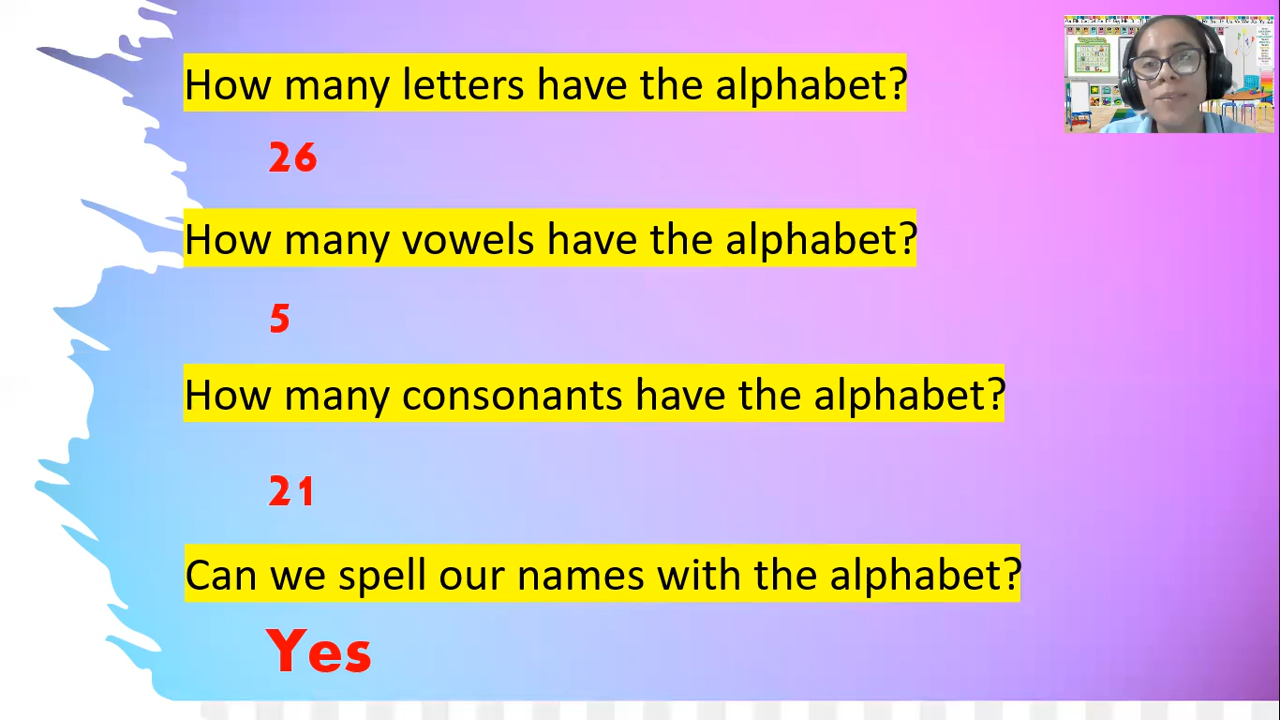 How many letters have the alphabet?
26
How many vowels have the alphabet?
5
How many consonants have the alphabet?
21
Can we spell our names with the alphabet?
Yes